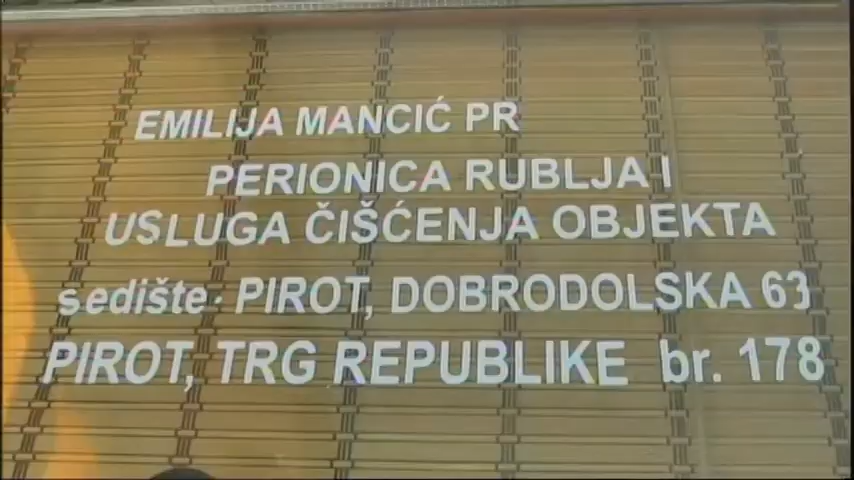 EMILIJA MANCIĆ PR
PERIONICA RUBLJA I
USLUGA ČIŠĆENJA OBJEKTA
sedište: PIROT, DOBRODOLSKA 63
PIROT, TRG REPUBLIKE br. 178